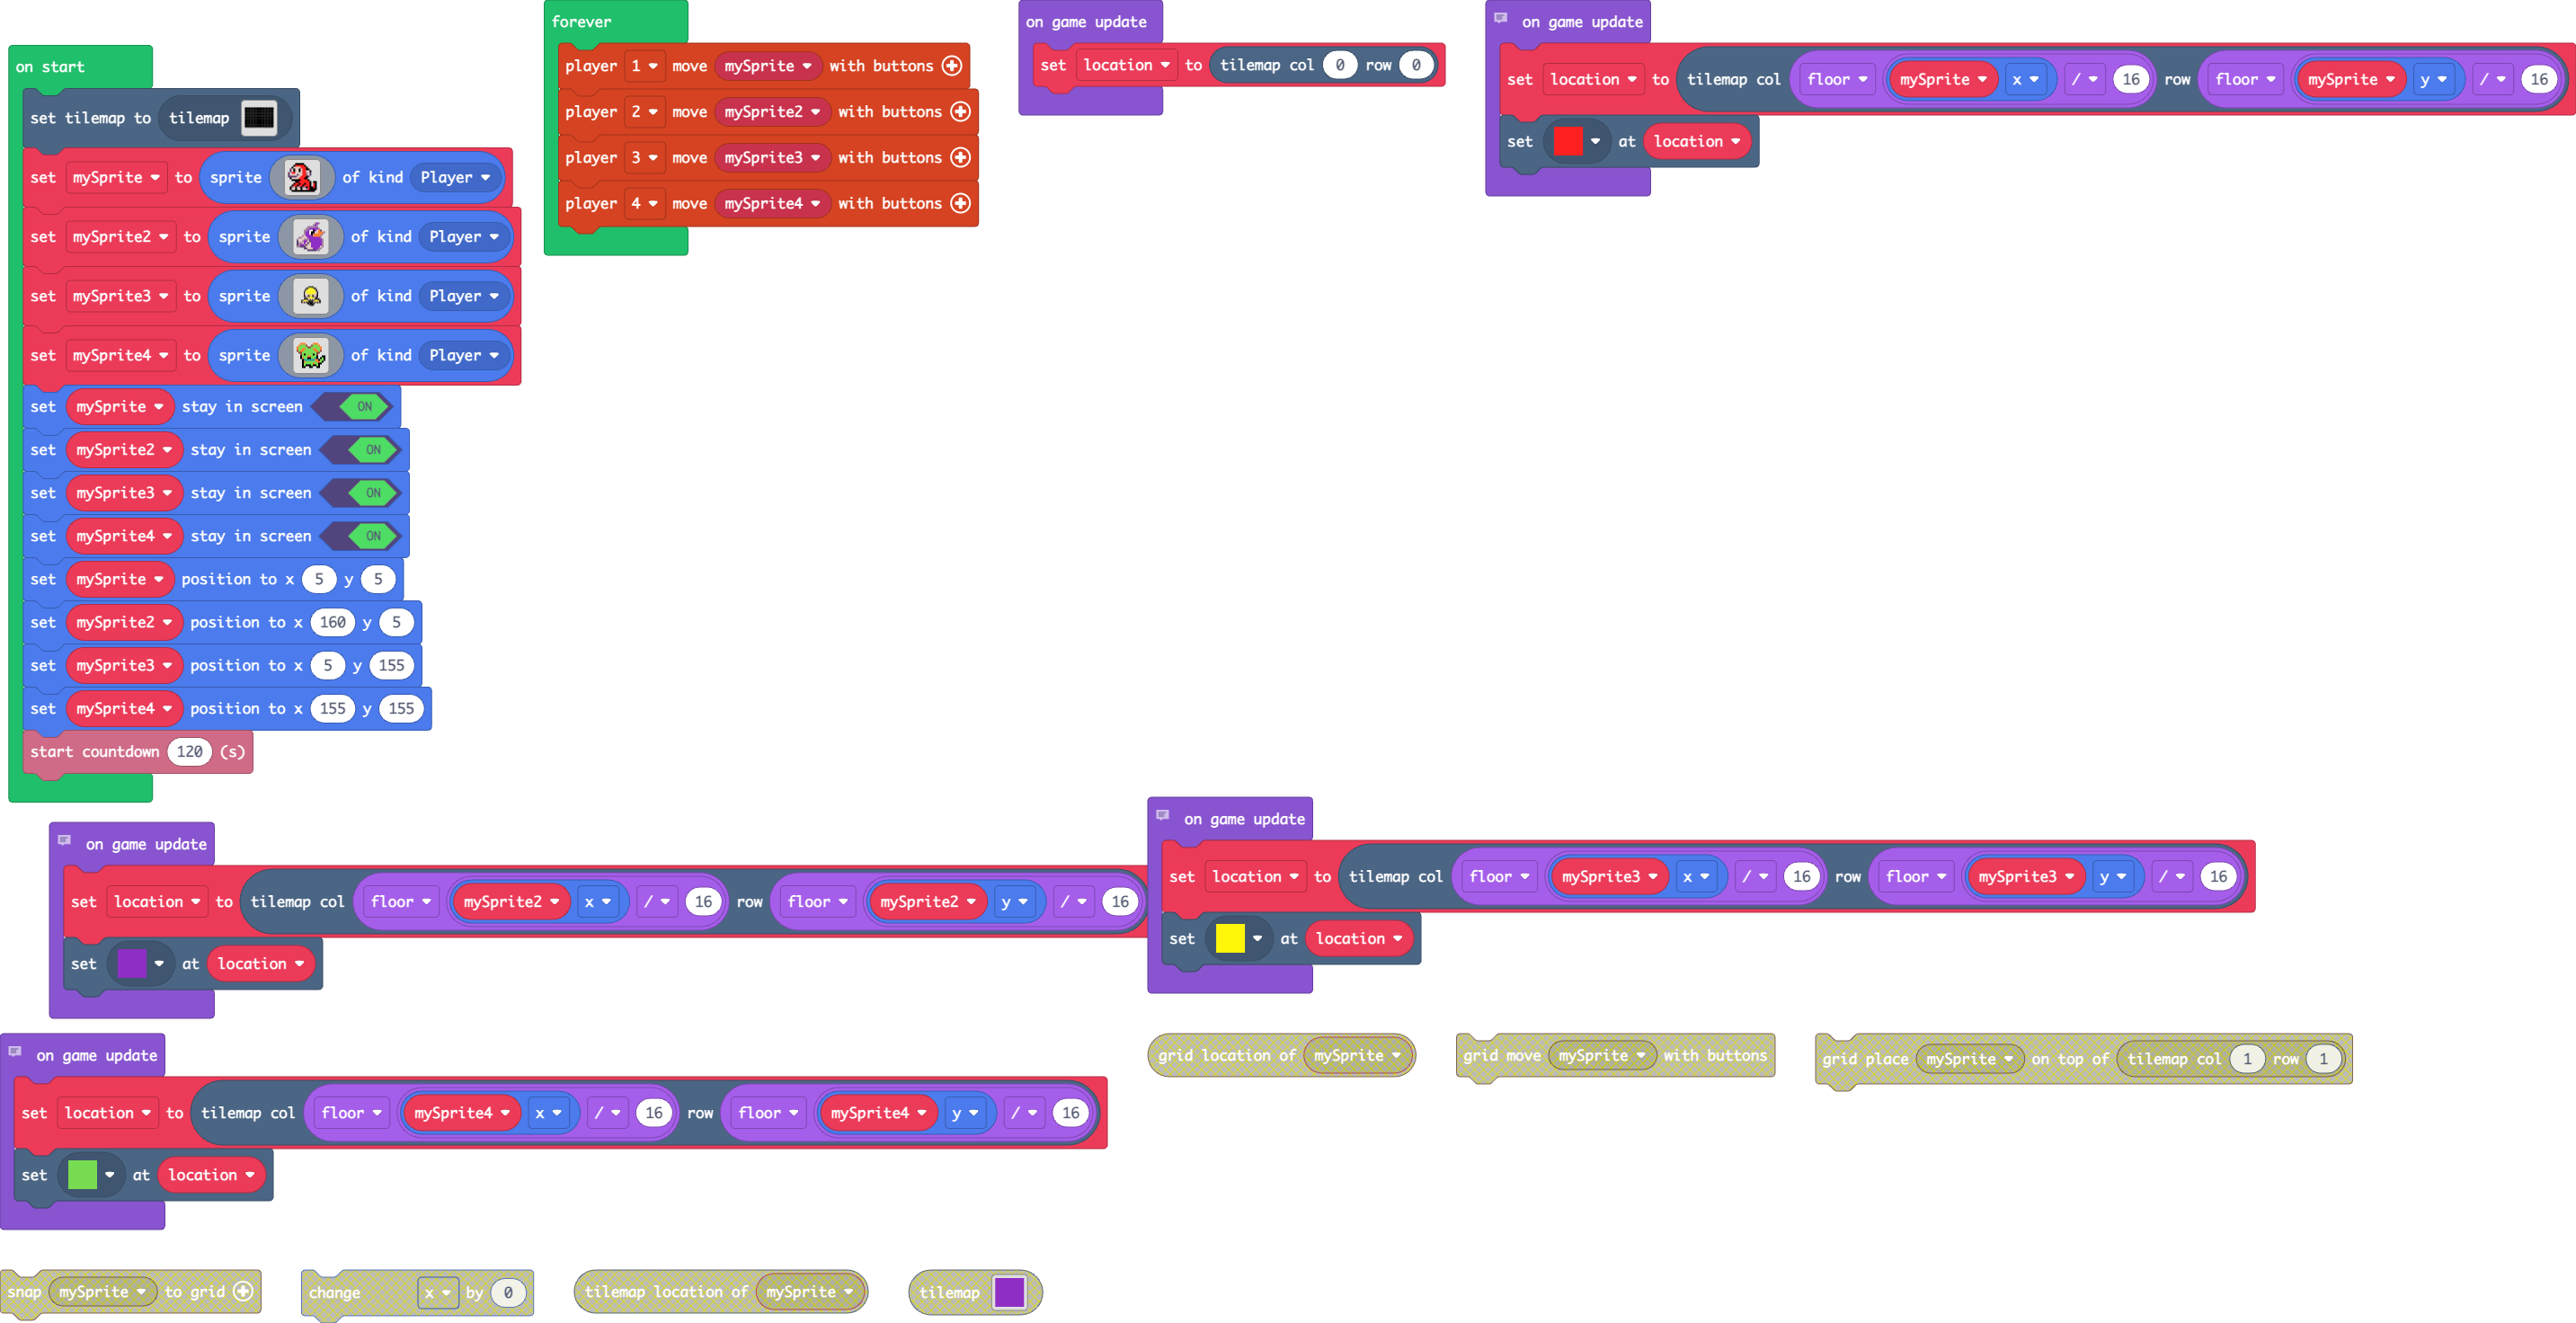 on start
set tilemap to tilemap
set mySprite to sprite of kind Player
set mySprite2 to sprite of kind Player
set mySprite3 to sprite of kind Player
set mySprite4 to sprite of kind Player
set mySprite stay in screen ON
set mySprite2 stay in screen ON
set mySprite3 stay in screen ON
set mySprite4 stay in screen ON
set mySprite position to x 5 y 5
set mySprite2 position to x 160 y 5
set mySprite3 position to x 5 y 155
set mySprite4 position to x 155 y 155
start countdown 120 (s)
forever
player 1 move mySprite with buttons
player 2 move mySprite2 with buttons
player 3 move mySprite3 with buttons
player 4 move mySprite4 with buttons
on game update
set location to tilemap col 0 row 0
on game update
set location to tilemap col floor mySprite x / 16 row floor mySprite y / 16
set at location
on game update
set location to tilemap col floor mySprite2 x / 16 row floor mySprite2 y / 16
set at location
on game update
set location to tilemap col floor mySprite3 x / 16 row floor mySprite3 y / 16
set at location
on game update
set location to tilemap col floor mySprite4 x / 16 row floor mySprite4 y / 16
set at location
grid location of mySprite
grid move mySprite with buttons
grid place mySprite on top of tilemap col 1 row 1
snap mySprite to grid
change x by 0
tilemap location of mySprite
tilemap